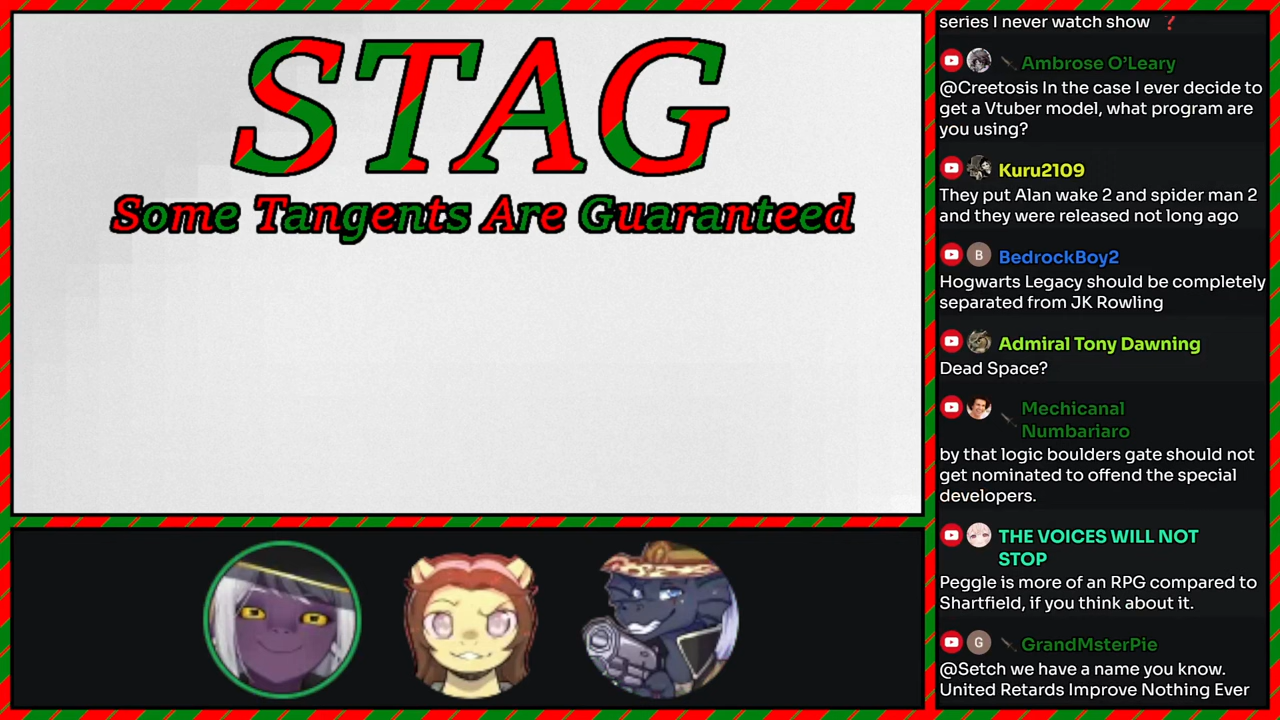 STAG
Some Tangents Are Guaranteed
series I never watch show ❓
Ambrose O’Leary
@Creetosis In the case I ever decide to
get a Vtuber model, what program are
you using?
Kuru2109
They put Alan wake 2 and spider man 2
and they were released not long ago
B
BedrockBoy2
Hogwarts Legacy should be completely
separated from JK Rowling
Admiral Tony Dawning
Dead Space?
Mechicanal
Numbariaro
by that logic boulders gate should not
get nominated to offend the special
developers.
THE VOICES WILL NOT
STOP
Peggle is more of an RPG compared to
Shartfield, if you think about it.
G
GrandMsterPie
@Setch we have a name you know.
United Retards Improve Nothing Ever